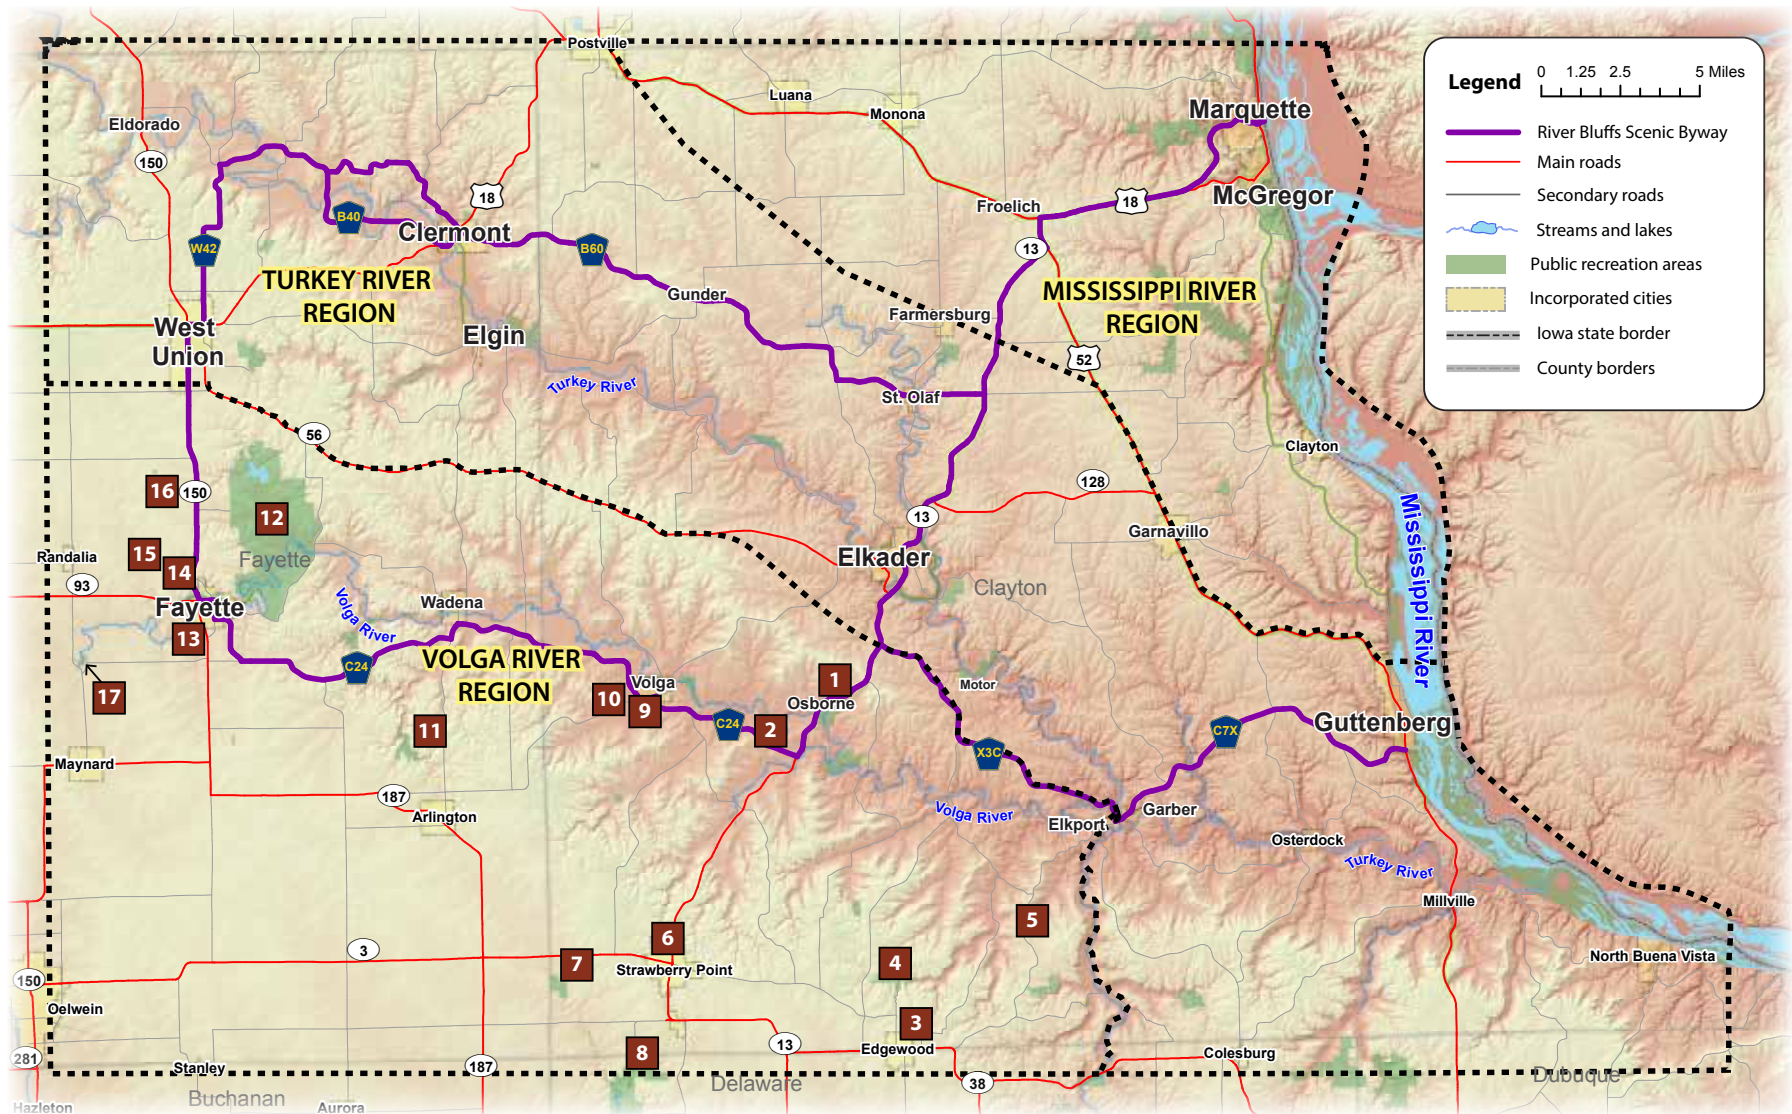 Postville
Luana
Monona
Marquette
Eldorado
150
18
McGregor
Froelich
18
B40
Clermont
W42
B60
13
TURKEY RIVER
REGION
MISSISSIPPI RIVER
REGION
Gunder
Farmersburg
West
Union
Elgin
52
Turkey River
St. Olaf
56
Clayton
128
16
150
12
13
Mississippi River
Garnavillo
Randalia
15
14
Fayette
Elkader
93
Clayton
Fayette
Volga River
Wadena
13
C24
VOLGA RIVER
REGION
17
10
Volga
9
1
Osborne
Motor
11
C24
2
X3C
C7X
Guttenberg
Maynard
187
Arlington
Volga River
Elkport
Garber
Osterdock
Turkey River
Millville
5
6
3
7
Strawberry Point
4
North Buena Vista
150
Oelwein
3
8
13
Edgewood
281
Stanley
187
Colesburg
38
Delaware
Dubuque
Buchanan
Hazleton
Aurora
Legend
0 1.25 2.5 5 Miles
River Bluffs Scenic Byway
Main roads
Secondary roads
Streams and lakes
Public recreation areas
Incorporated cities
Iowa state border
County borders